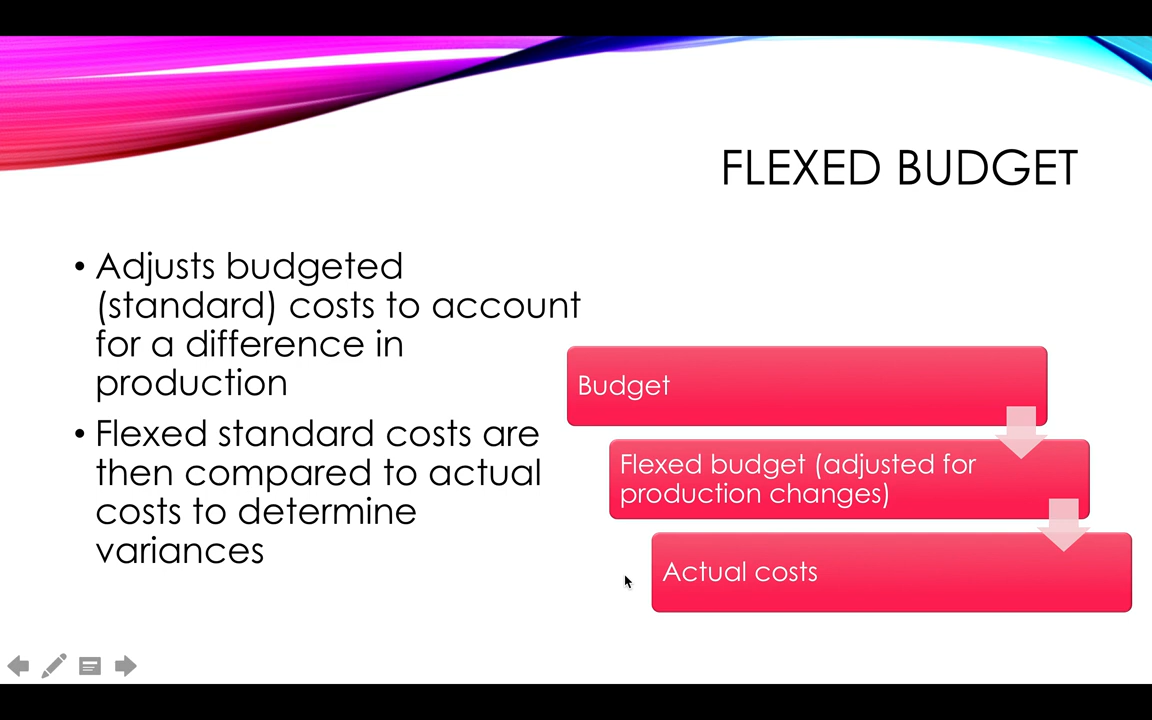 FLEXED BUDGET
• Adjusts budgeted
(standard) costs to account
for a difference in
production
• Flexed standard costs are
then compared to actual
costs to determine
variances
Budget
Flexed budget (adjusted for
production changes)
Actual costs